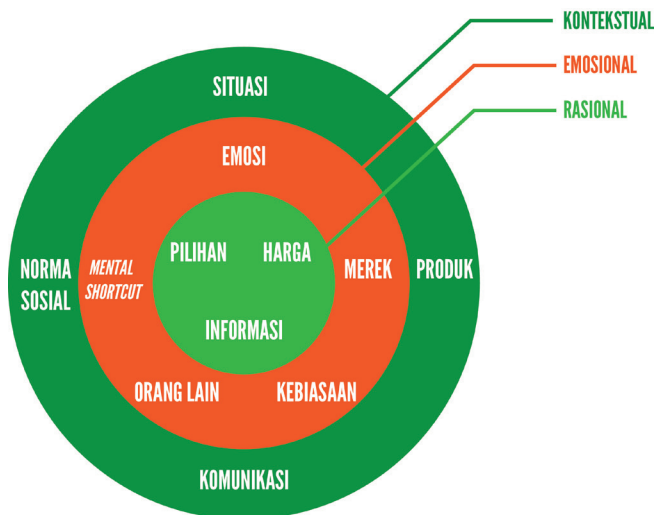 KONTEKSTUAL
EMOSIONAL
RASIONAL
SITUASI
EMOSI
PILIHAN
HARGA
NORMA
SOSIAL
MENTAL
SHORTCUT
MEREK
PRODUK
INFORMASI
ORANG LAIN
KEBIASAAN
KOMUNIKASI